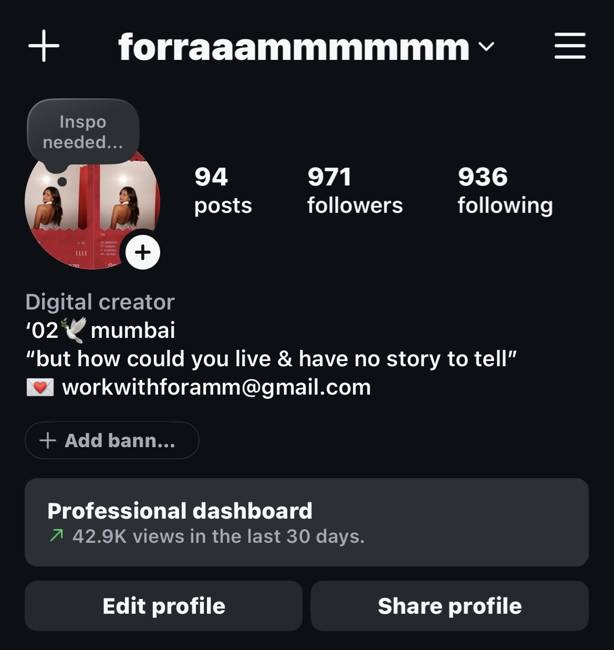 forraaammmmmm
Inspo
needed...
94
posts
971
followers
936
following
Digital creator
‘02🕊️mumbai
“but how could you live & have no story to tell”
💌 workwithforamm@gmail.com
+ Add bann...
Professional dashboard
42.9K views in the last 30 days.
Edit profile
Share profile